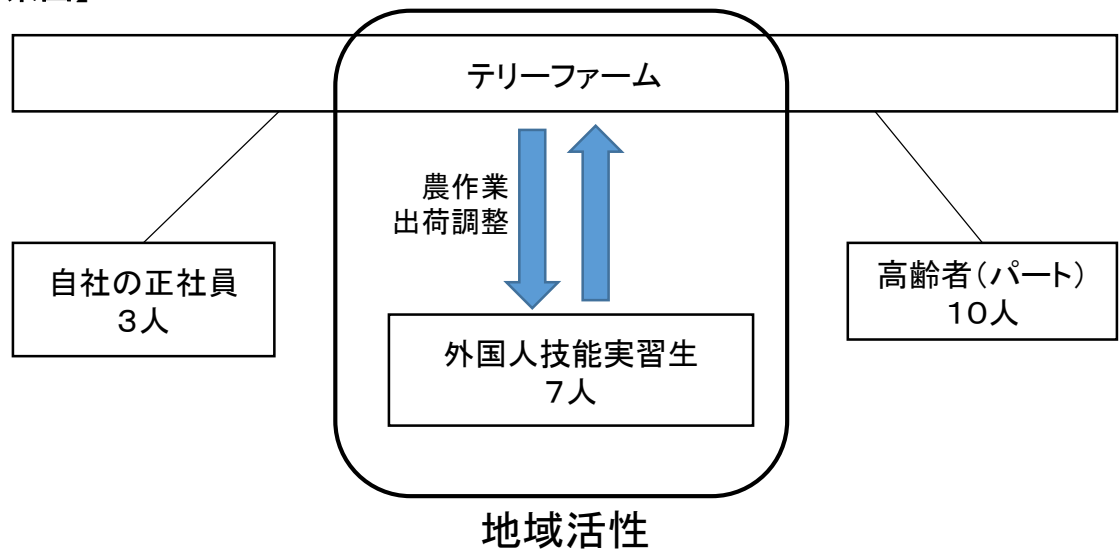 テリーファーム
農作業
出荷調整
自社の正社員
３人
高齢者（パート）
１０人
外国人技能実習生
７人
地域活性